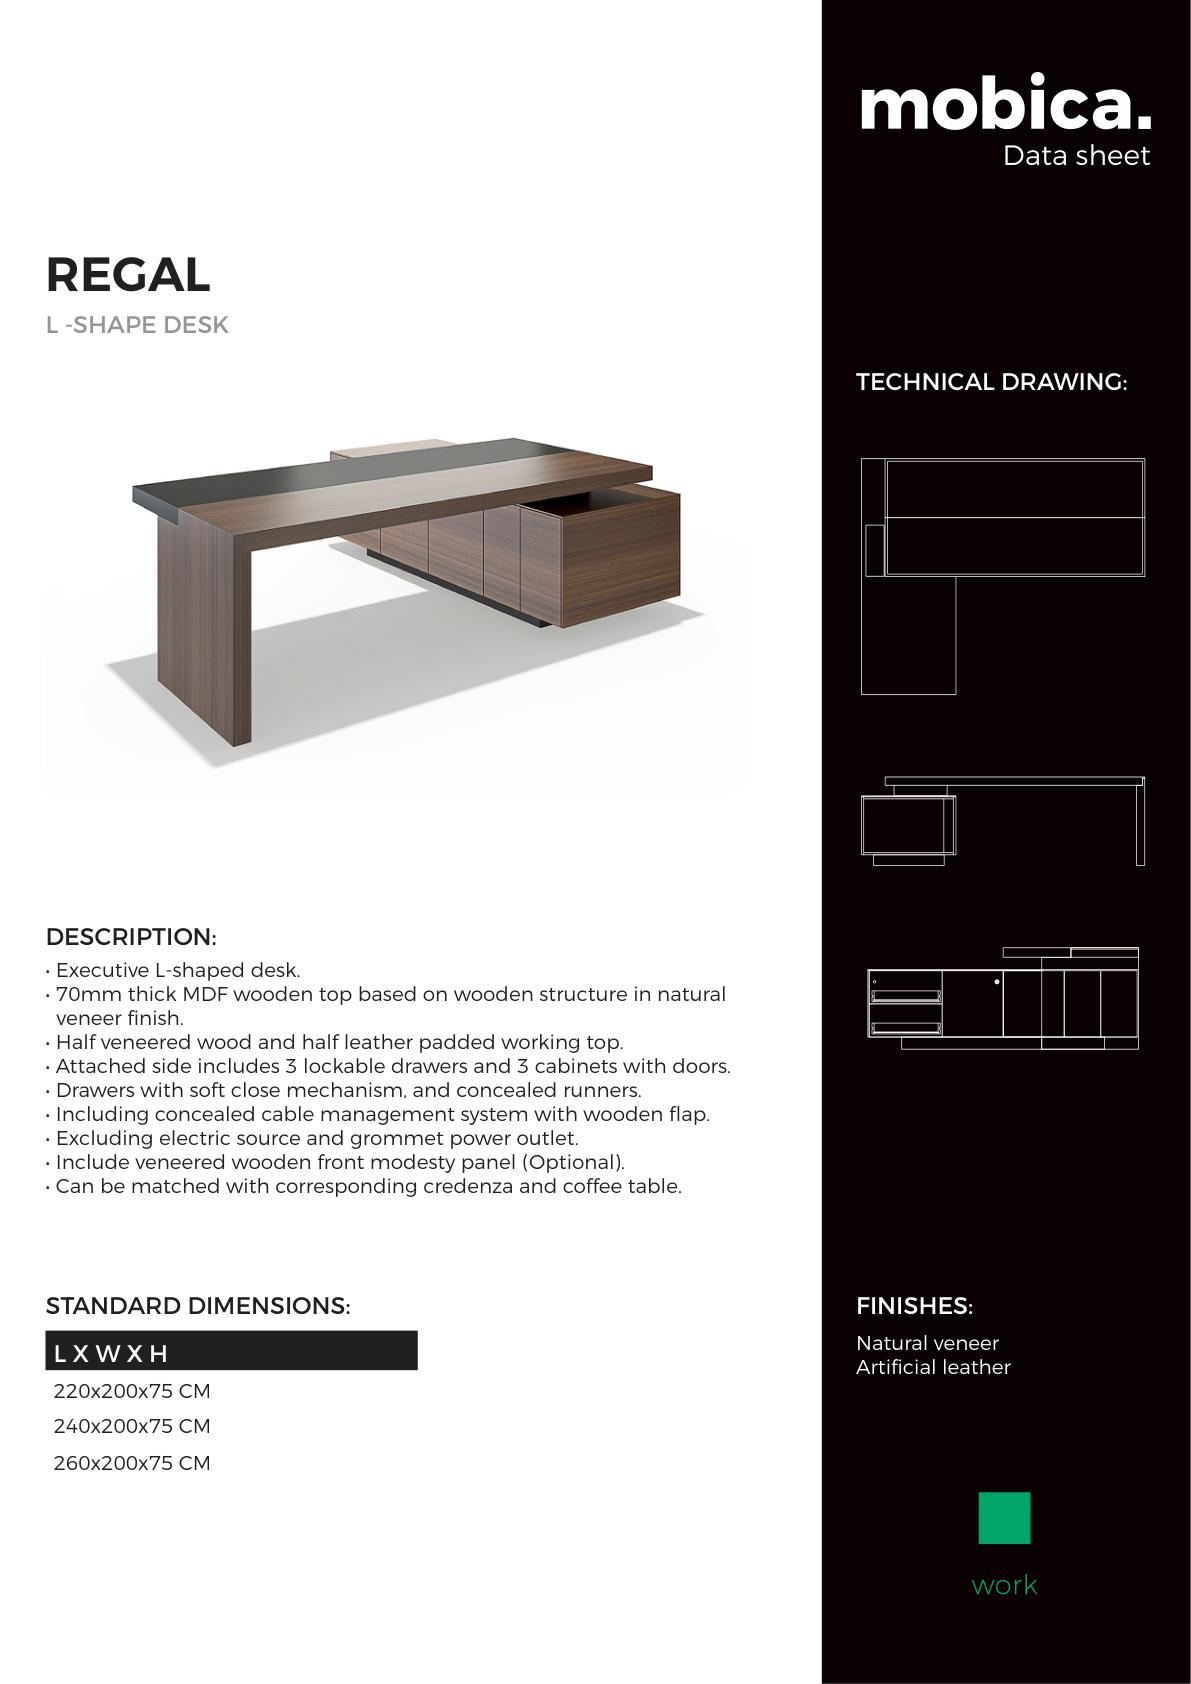 mobica.
Data sheet
REGAL
L -SHAPE DESK
TECHNICAL DRAWING:
DESCRIPTION:
• Executive L-shaped desk.
• 70mm thick MDF wooden top based on wooden structure in natural
veneer finish.
• Half veneered wood and half leather padded working top.
• Attached side includes 3 lockable drawers and 3 cabinets with doors.
• Drawers with soft close mechanism, and concealed runners.
• Including concealed cable management system with wooden flap.
• Excluding electric source and grommet power outlet.
• Include veneered wooden front modesty panel (Optional).
• Can be matched with corresponding credenza and coffee table.
STANDARD DIMENSIONS:
L X W X H
220x200x75 CM
240x200x75 CM
260x200x75 CM
FINISHES:
Natural veneer
Artificial leather
work